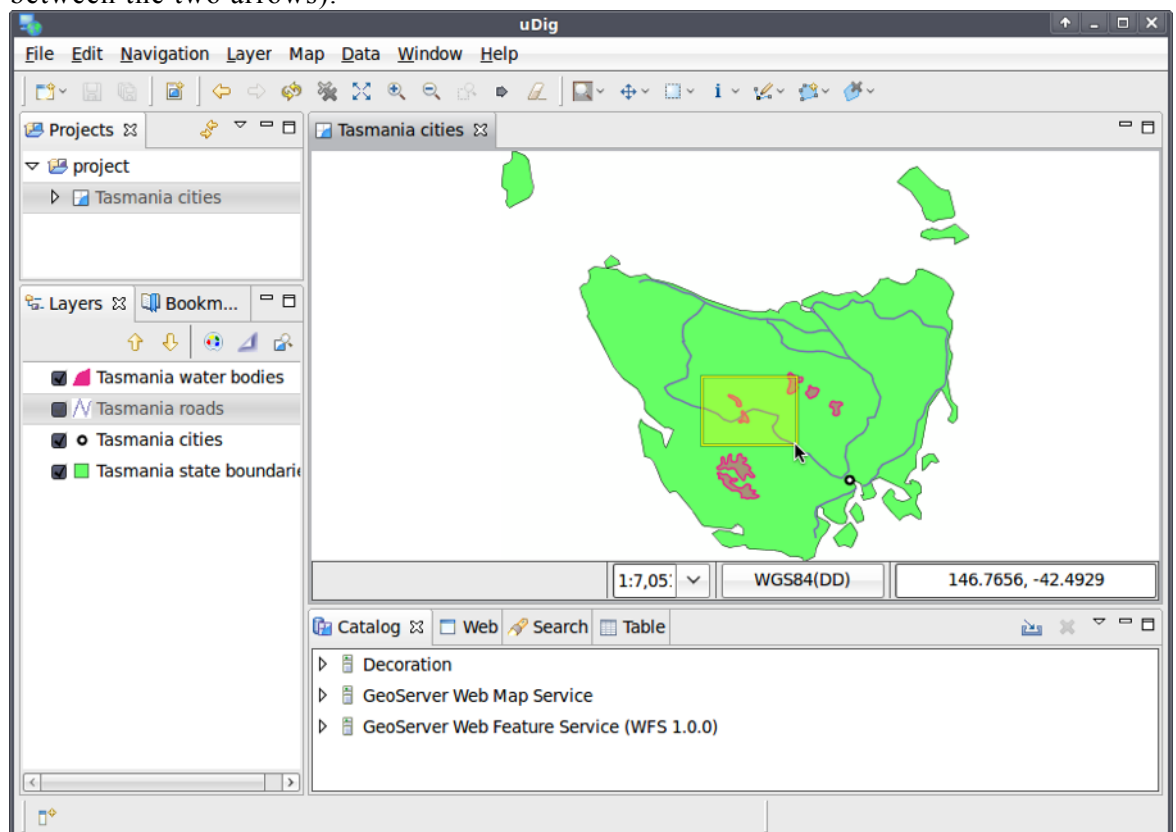 between the two arrows).
uDig
File Edit Navigation Layer Map Data Window Help
Projects
Tasmania cities
project
Tasmania cities
Layers Bookm...
Tasmania water bodies
Tasmania roads
Tasmania cities
Tasmania state boundarie
1:7,05 WGS84(DD) 146.7656, -42.4929
Catalog Web Search Table
Decoration
GeoServer Web Map Service
GeoServer Web Feature Service (WFS 1.0.0)